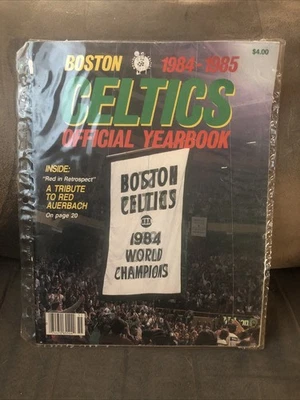 BOSTON 1984-1985
$4.00
CELTICS
OFFICIAL YEARBOOK
INSIDE:
"Red in Retrospect"
A TRIBUTE
TO RED
AUERBACH
On page 20
BOSTON
CELTICS
1984
WORLD
CHAMPIONS